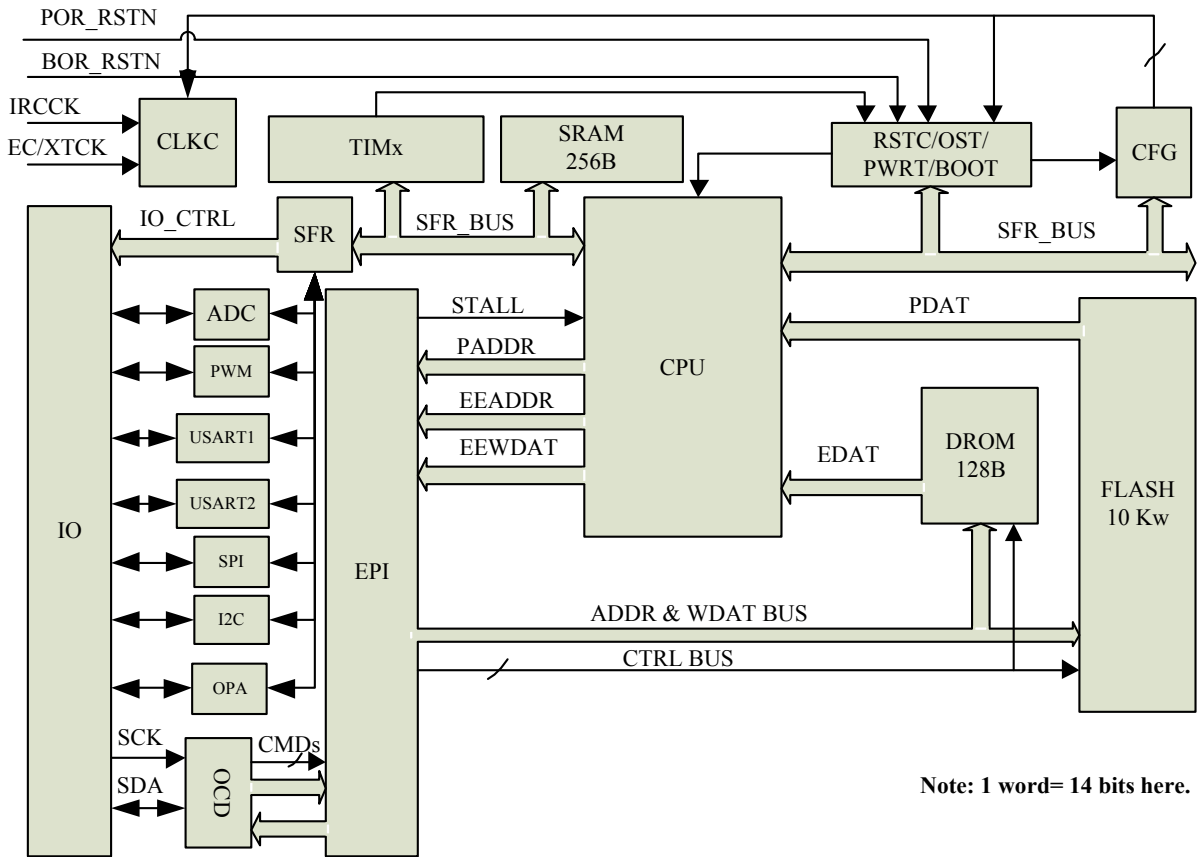 POR_RSTN
BOR_RSTN
IRCCK
EC/XTCK
CLKC
TIMx
SRAM
256B
RSTC/OST/
PWRT/BOOT
CFG
IO_CTRL
SFR
SFR_BUS
SFR_BUS
ADC
PWM
USART1
USART2
SPI
I2C
OPA
IO
EPI
STALL
PADDR
EEADDR
EEWDAT
CPU
PDAT
EDAT
DROM
128B
FLASH
10 Kw
ADDR & WDAT BUS
CTRL BUS
SCK
SDA
OCD
CMDs
Note: 1 word= 14 bits here.